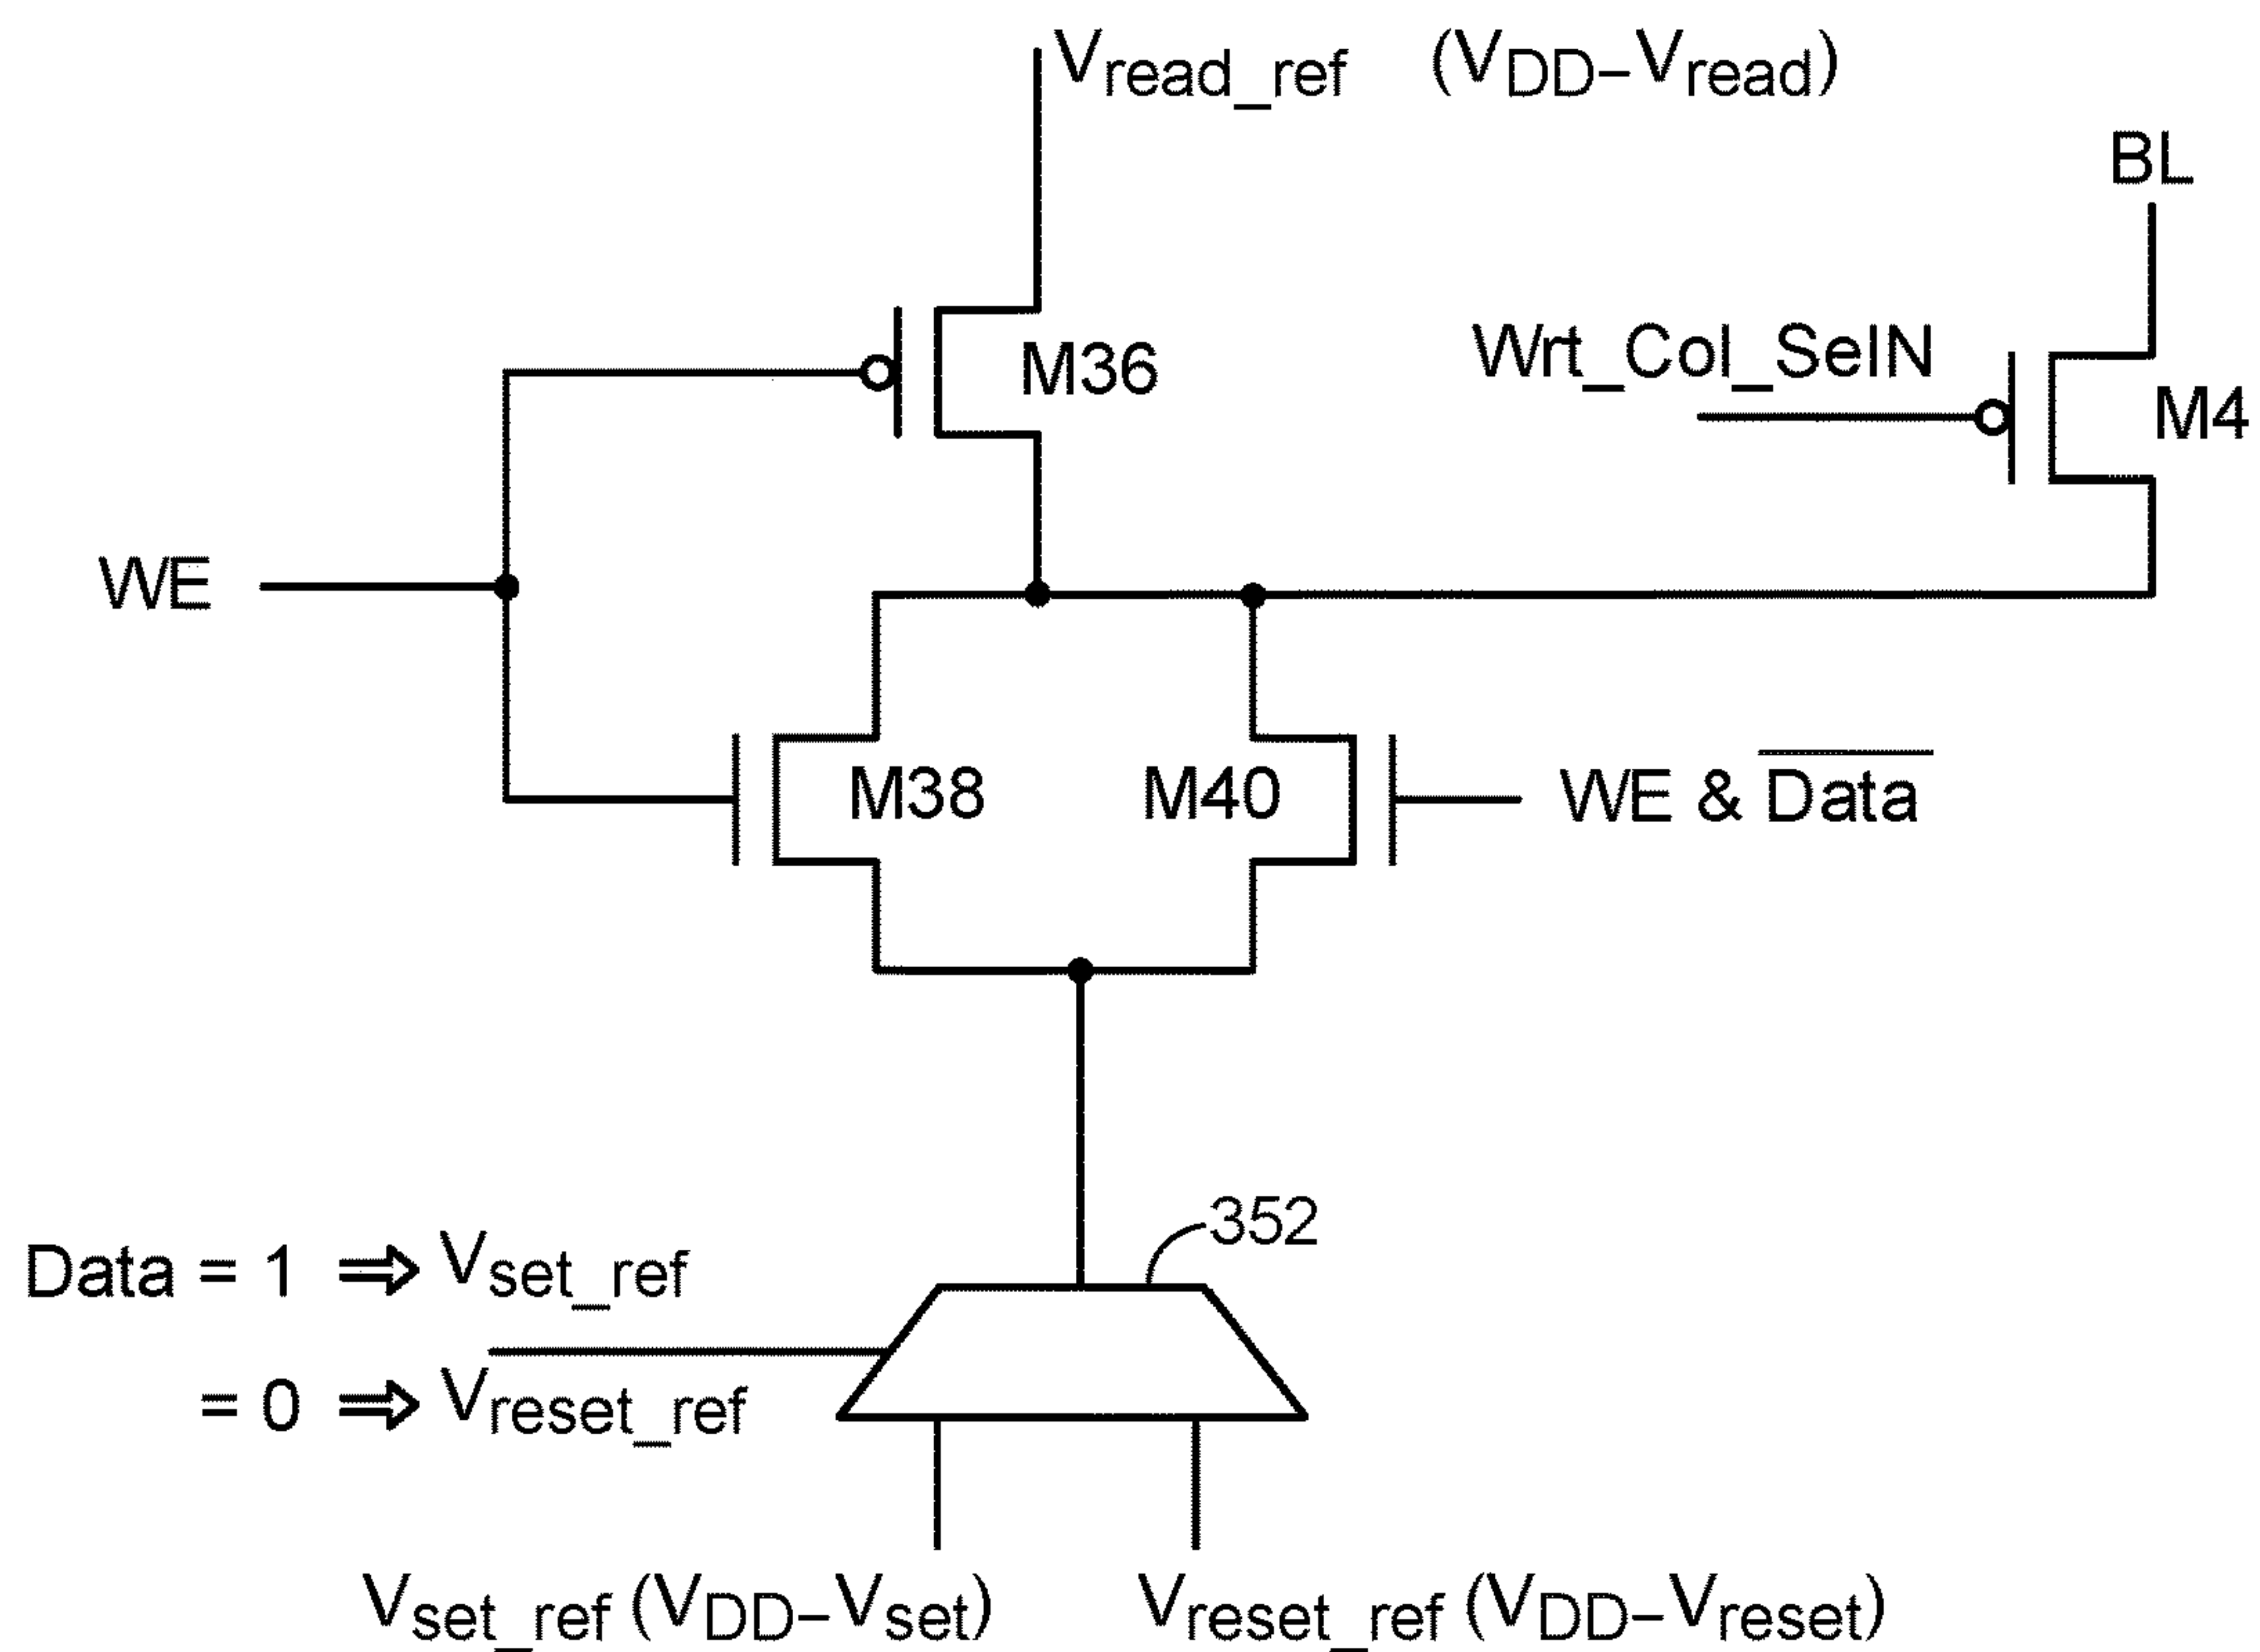 Vread_ref (VDD–Vread)
BL
M36
Wrt_Col_SelN
M4
WE
M38
M40
WE & D̅a̅t̅a̅
352
Data = 1 ⇒ Vset_ref
= 0 ⇒ Vreset_ref
Vset_ref (VDD–Vset)
Vreset_ref (VDD–Vreset)